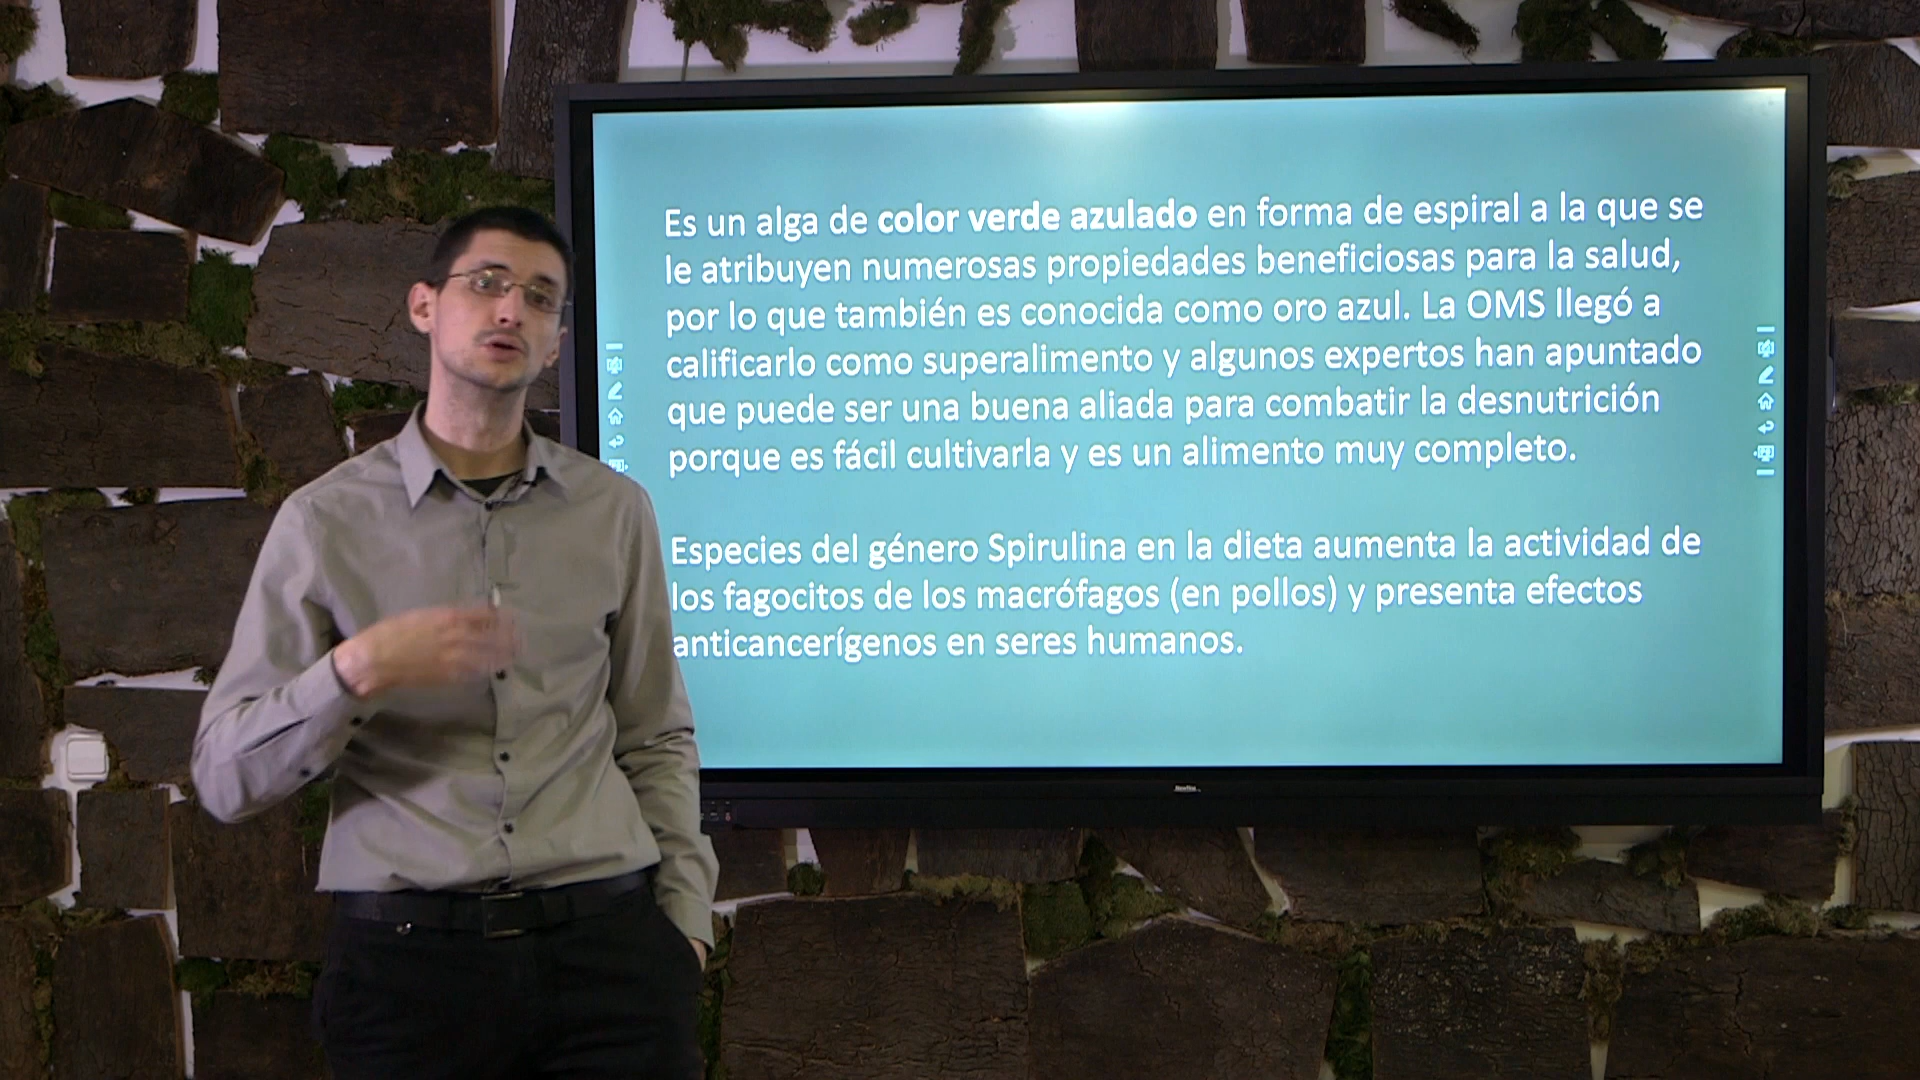 Es un alga de color verde azulado en forma de espiral a la que se
le atribuyen numerosas propiedades beneficiosas para la salud,
por lo que también es conocida como oro azul. La OMS llegó a
calificarlo como superalimento y algunos expertos han apuntado
que puede ser una buena aliada para combatir la desnutrición
porque es fácil cultivarla y es un alimento muy completo.
Especies del género Spirulina en la dieta aumenta la actividad de
los fagocitos de los macrófagos (en pollos) y presenta efectos
anticancerígenos en seres humanos.